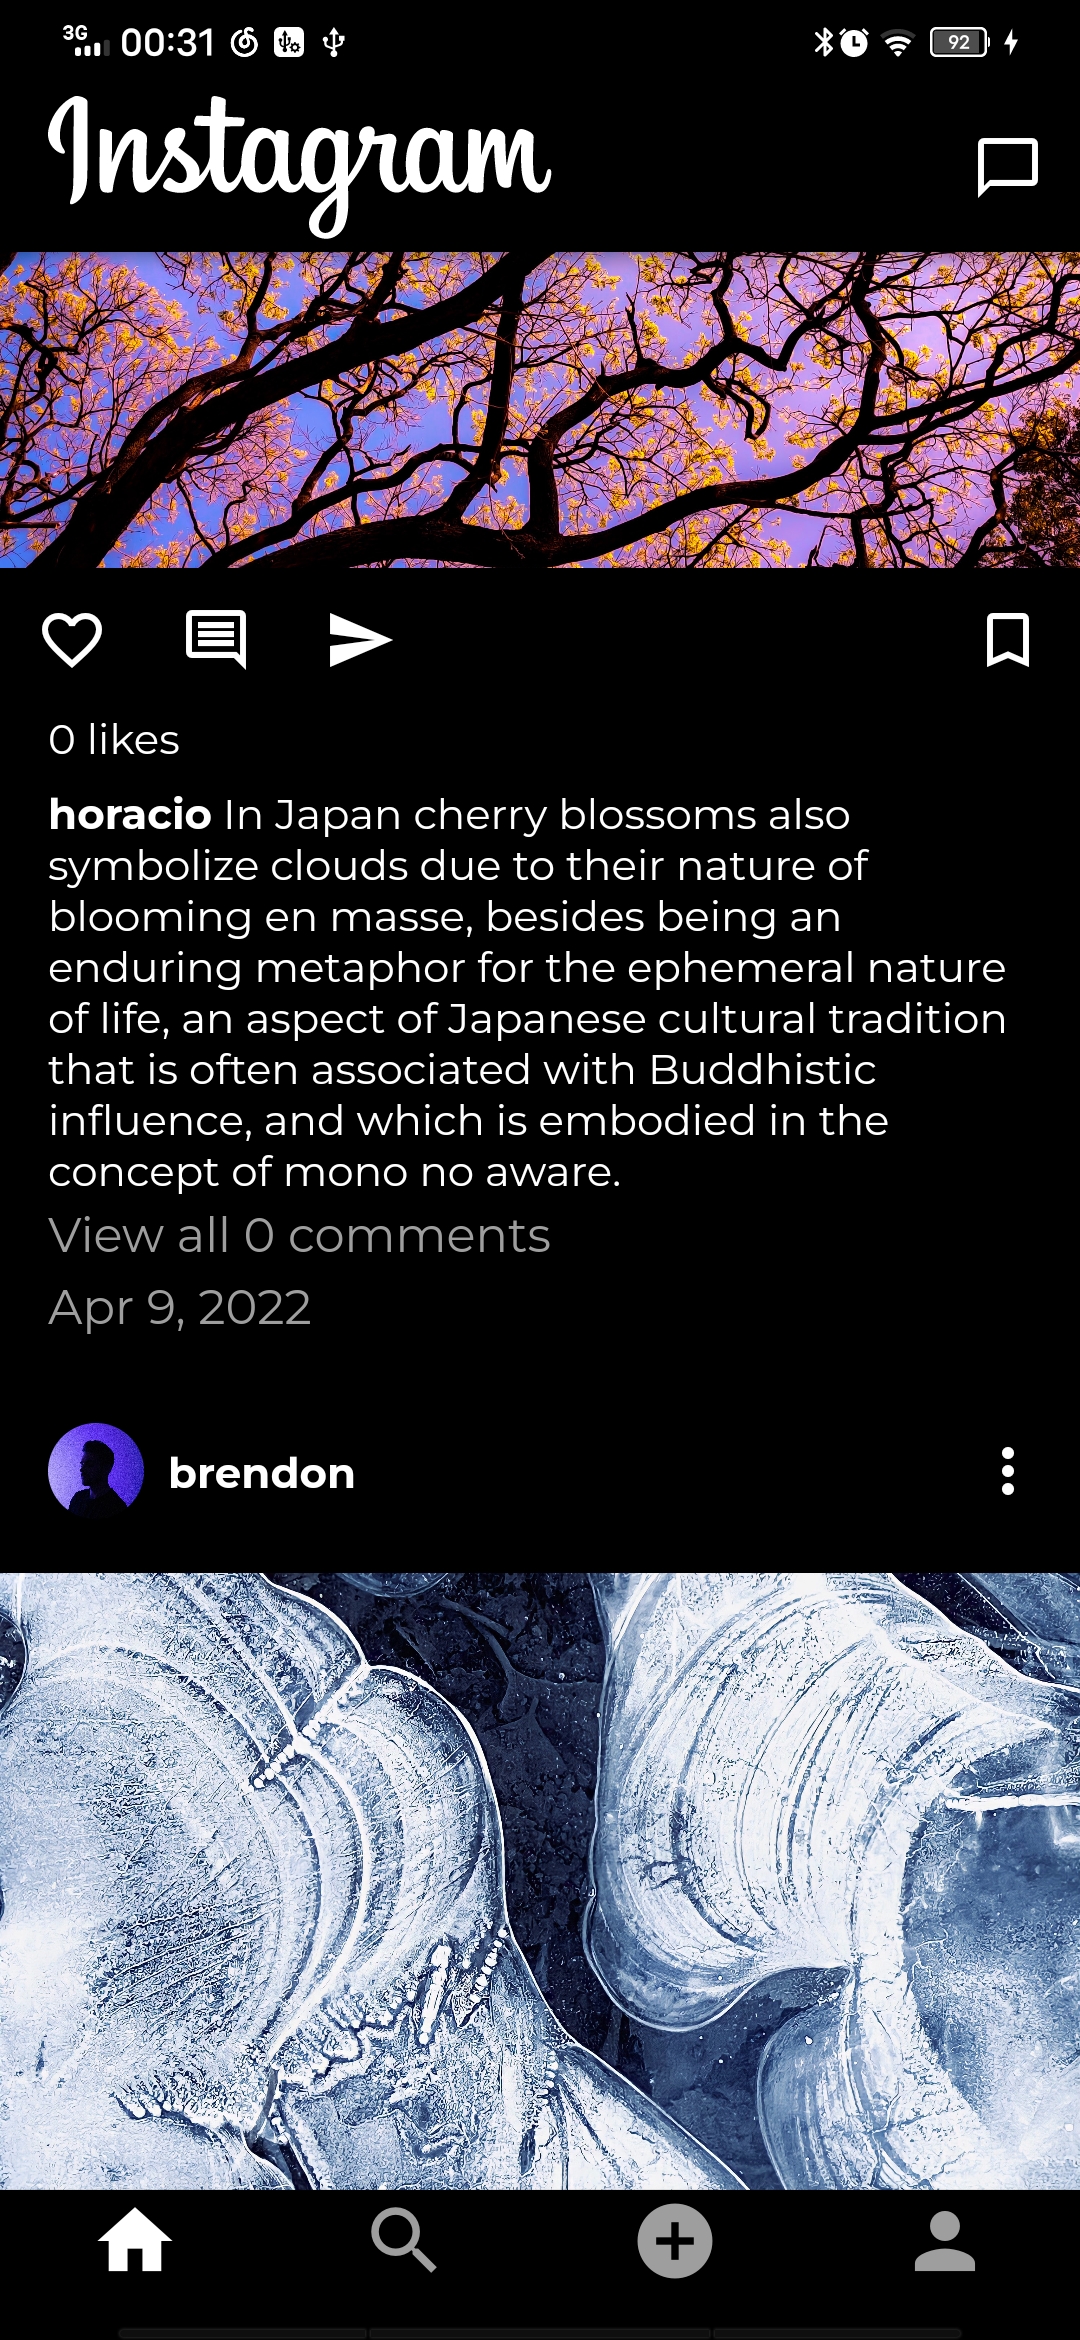 3G 00:31 92
Instagram
0 likes
horacio In Japan cherry blossoms also
symbolize clouds due to their nature of
blooming en masse, besides being an
enduring metaphor for the ephemeral nature
of life, an aspect of Japanese cultural tradition
that is often associated with Buddhistic
influence, and which is embodied in the
concept of mono no aware.
View all 0 comments
Apr 9, 2022
brendon